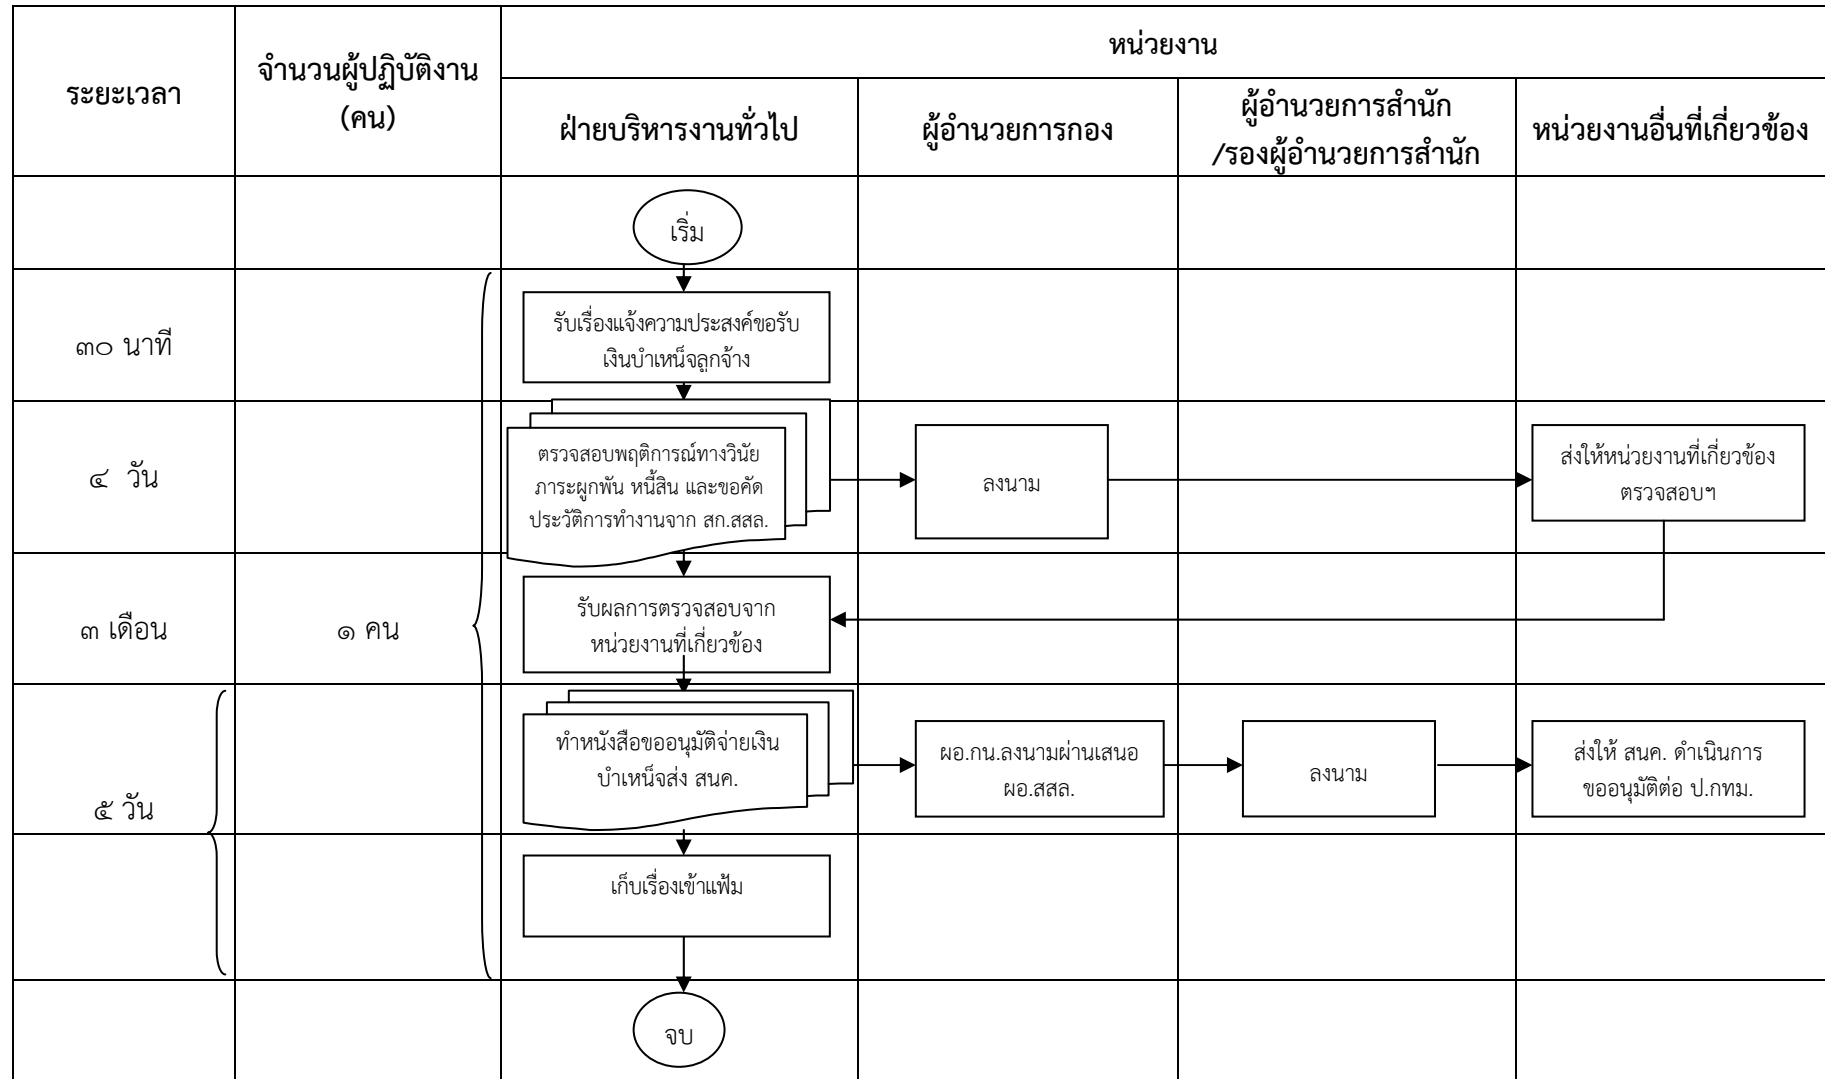 ระยะเวลา
จำนวนผู้ปฏิบัติงาน
(คน)
หน่วยงาน
ฝ่ายบริหารงานทั่วไป
ผู้อำนวยการกอง
ผู้อำนวยการสำนัก
/รองผู้อำนวยการสำนัก
หน่วยงานอื่นที่เกี่ยวข้อง
เริ่ม
๓๐ นาที
รับเรื่องแจ้งความประสงค์ขอรับ
เงินบำเหน็จลูกจ้าง
๔ วัน
ตรวจสอบพฤติการณ์ทางวินัย
ภาระผูกพัน หนี้สิน และขอคัด
ประวัติการทำงานจาก สก.สสล.
ลงนาม
ส่งให้หน่วยงานที่เกี่ยวข้อง
ตรวจสอบฯ
๓ เดือน
๑ คน
รับผลการตรวจสอบจาก
หน่วยงานที่เกี่ยวข้อง
๕ วัน
ทำหนังสือขออนุมัติจ่ายเงิน
บำเหน็จส่ง สนค.
ผอ.กน.ลงนามผ่านเสนอ
ผอ.สสล.
ลงนาม
ส่งให้ สนค. ดำเนินการ
ขออนุมัติต่อ ป.กทม.
เก็บเรื่องเข้าแฟ้ม
จบ